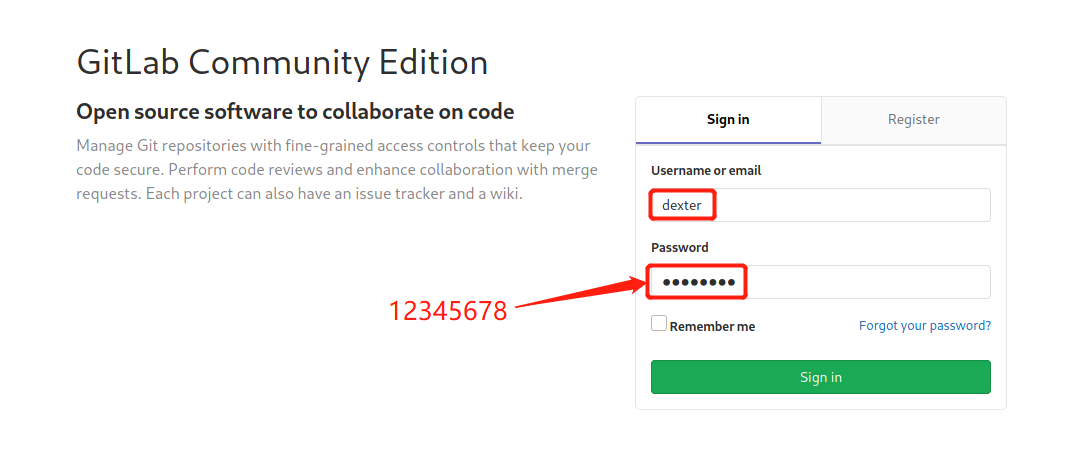 GitLab Community Edition
Open source software to collaborate on code
Manage Git repositories with fine-grained access controls that keep your
code secure. Perform code reviews and enhance collaboration with merge
requests. Each project can also have an issue tracker and a wiki.
Sign in
Register
Username or email
dexter
Password
••••••••
12345678
Remember me
Forgot your password?
Sign in